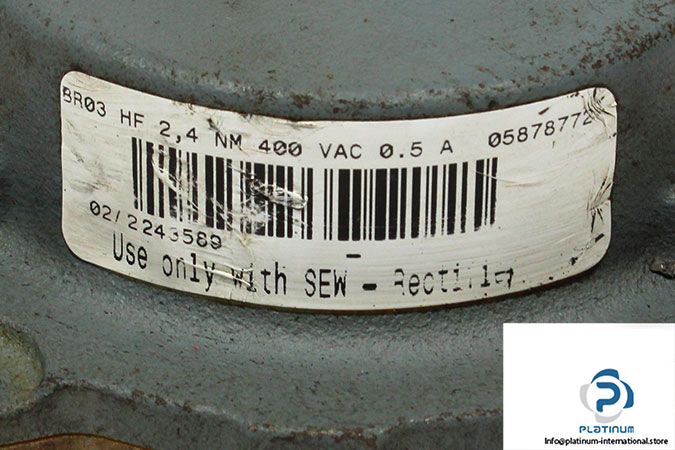 BR03 HF 2,4 NM 400 VAC 0.5 A 05878772
02/2243589
Use only with SEW - Rectifier
PLATINUM
Info@platinum-international.store